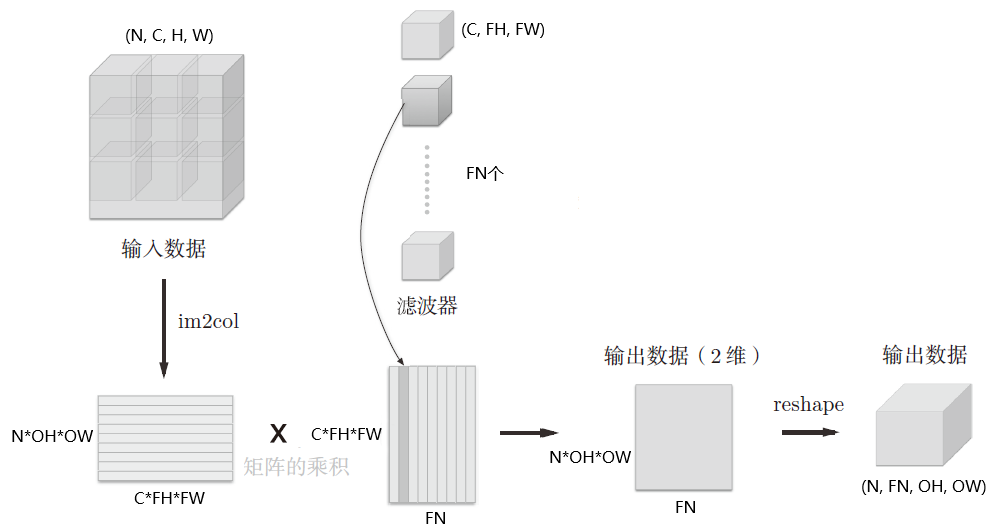 (N, C, H, W)
(C, FH, FW)
FN个
输入数据
滤波器
im2col
输出数据（2 维）
输出数据
reshape
N*OH*OW
X
C*FH*FW
N*OH*OW
矩阵的乘积
C*FH*FW
FN
FN
(N, FN, OH, OW)